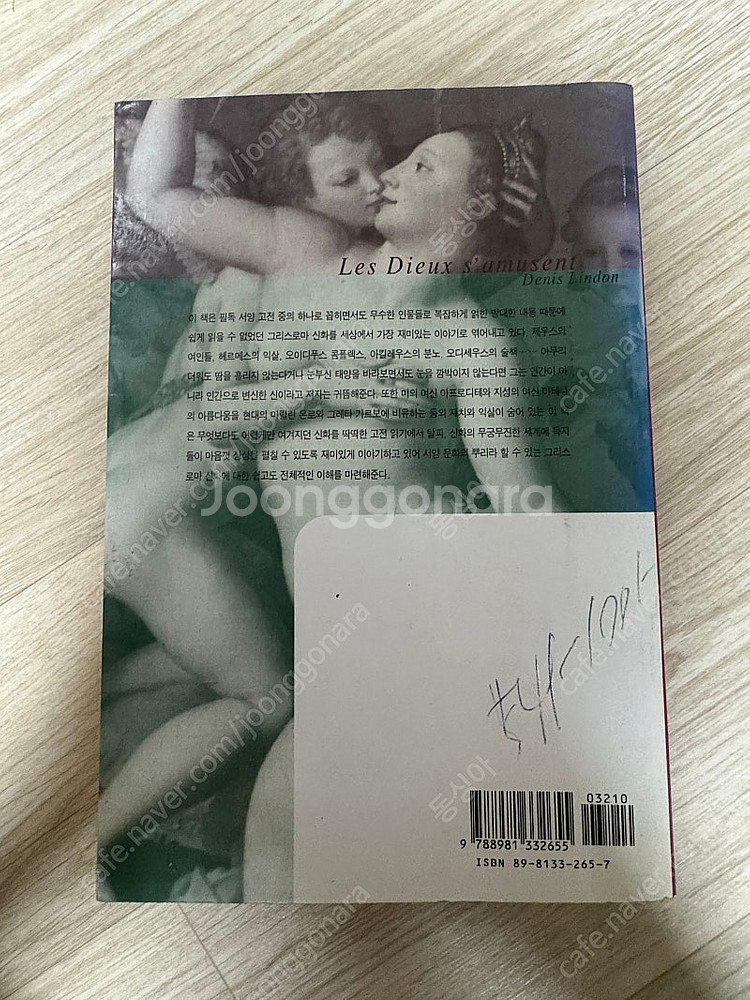 Les Dieux s'amusent
Denis Lindon
이 책은 필독 서양 고전 중의 하나로 꼽히면서도 무수한 인물들로 복잡하게 얽힌 방대한 내용 때문에
쉽게 읽을 수 없었던 그리스로마 신화를 세상에서 가장 재미있는 이야기로 엮어내고 있다. 제우스의
여인들, 헤르메스의 익살, 오이디푸스 콤플렉스, 아킬레우스의 분노, 오디세우스의 술책…… 아무리
더워도 땀을 흘리지 않는다거나 눈부신 태양을 바라보면서도 눈을 깜박이지 않는다면 그는 인간이 아
니라 인간으로 변신한 신이라고 저자는 귀띔해준다. 또한 미의 여신 아프로디테와 지성의 여신 아테나
의 아름다움을 현대의 마릴린 몬로와 그레타 가르보에 비유하는 등의 재치와 익살이 숨어 있는 이 책
은 무엇보다도 어렵게만 여겨지던 신화를 딱딱한 고전 읽기에서 탈피, 신화의 무궁무진한 세계에 독자
들이 마음껏 상상을 펼칠 수 있도록 재미있게 이야기하고 있어 서양 문화의 뿌리라 할 수 있는 그리스
로마 신화에 대한 쉽고도 전체적인 이해를 마련해준다.
Joonggonara
03210
9 788981 332655
ISBN 89-8133-265-7
cafe.naver.com/joonggonara
동싱아